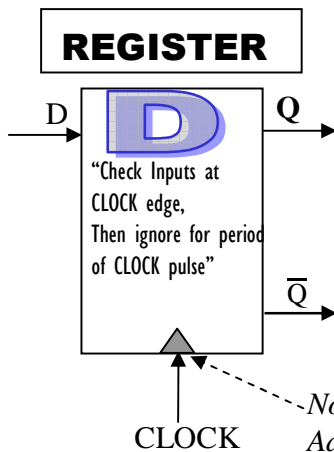 REGISTER
D
D
Q
“Check Inputs at
CLOCK edge,
Then ignore for period
of CLOCK pulse”
Q̅
CLOCK